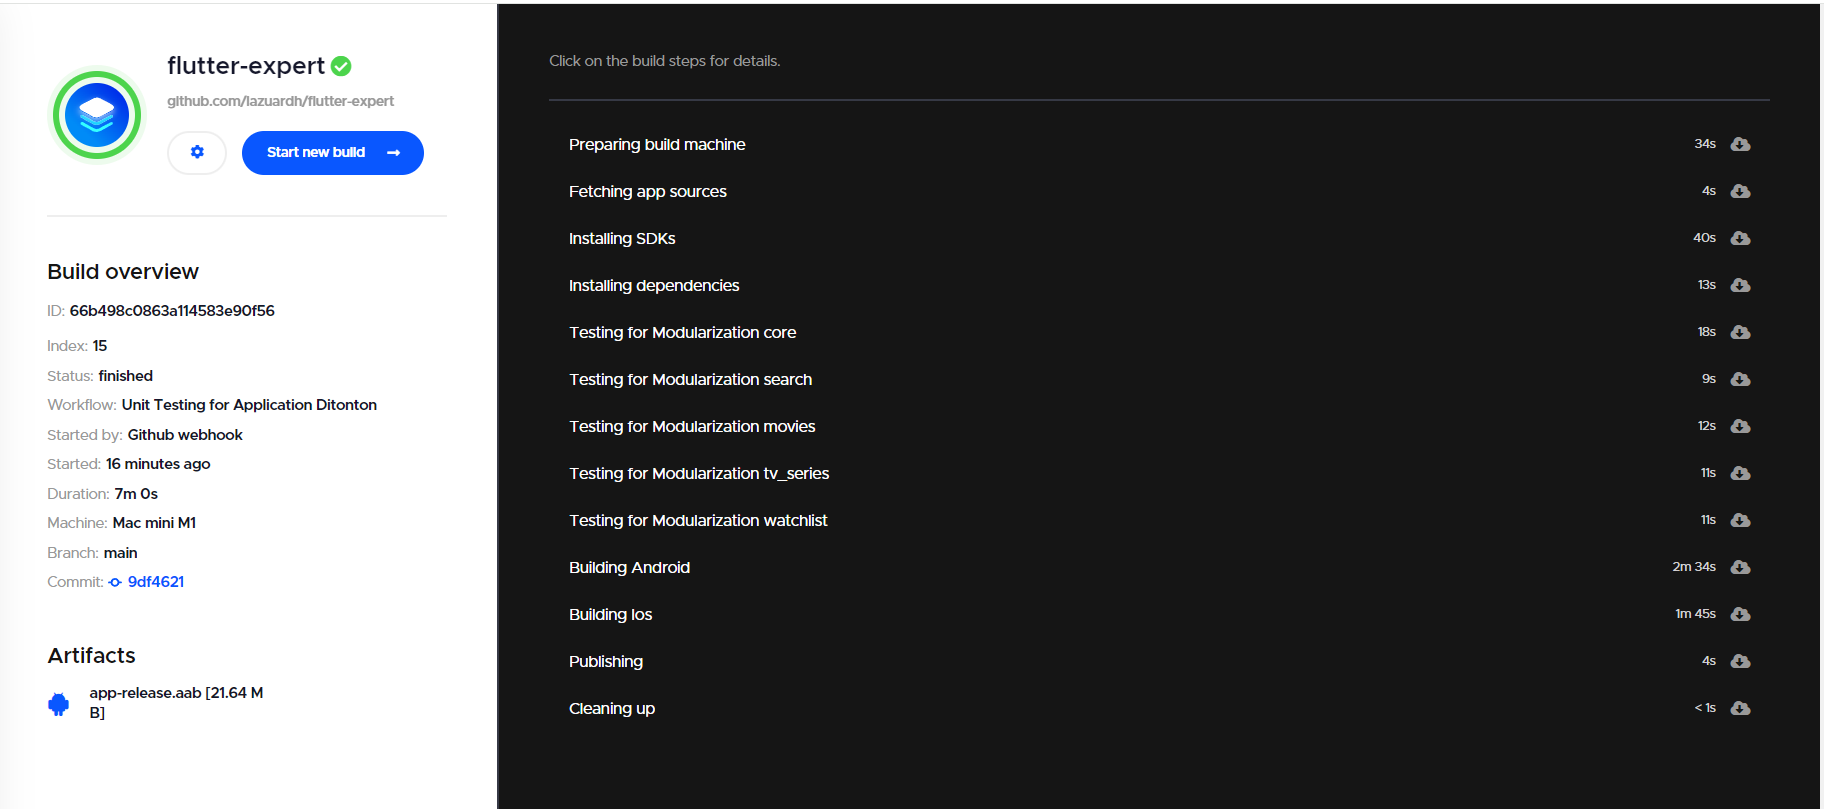 flutter-expert
github.com/lazuardh/flutter-expert
Start new build
Build overview
ID: 66b498c0863a114583e90f56
Index: 15
Status: finished
Workflow: Unit Testing for Application Ditonton
Started by: Github webhook
Started: 16 minutes ago
Duration: 7m 0s
Machine: Mac mini M1
Branch: main
Commit: 9df4621
Artifacts
app-release.aab [21.64 M
B]
Click on the build steps for details.
Preparing build machine 34s
Fetching app sources 4s
Installing SDKs 40s
Installing dependencies 13s
Testing for Modularization core 18s
Testing for Modularization search 9s
Testing for Modularization movies 12s
Testing for Modularization tv_series 11s
Testing for Modularization watchlist 11s
Building Android 2m 34s
Building Ios 1m 45s
Publishing 4s
Cleaning up < 1s